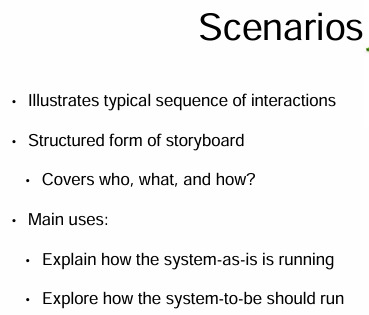 Scenarios
• Illustrates typical sequence of interactions
• Structured form of storyboard
• Covers who, what, and how?
• Main uses:
• Explain how the system-as-is is running
• Explore how the system-to-be should run